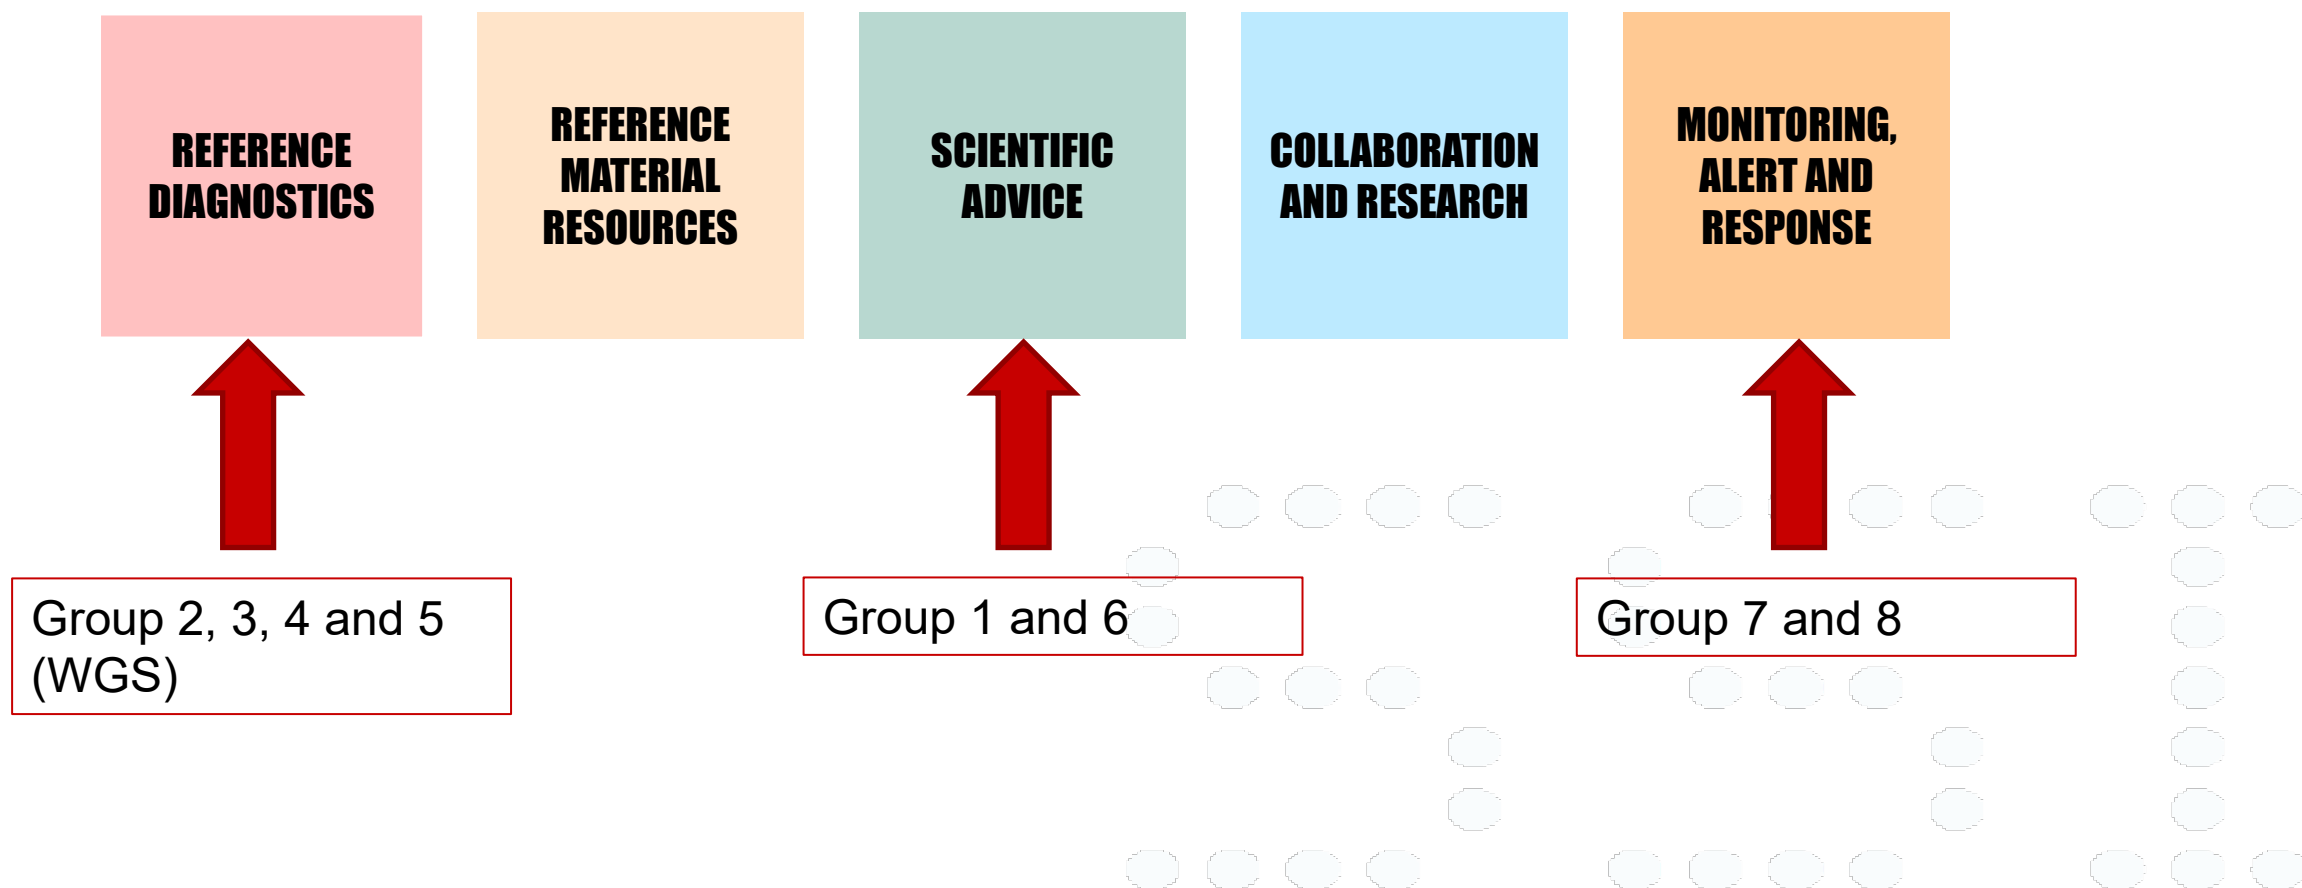 REFERENCE
DIAGNOSTICS
REFERENCE
MATERIAL
RESOURCES
SCIENTIFIC
ADVICE
COLLABORATION
AND RESEARCH
MONITORING,
ALERT AND
RESPONSE
Group 2, 3, 4 and 5
(WGS)
Group 1 and 6
Group 7 and 8